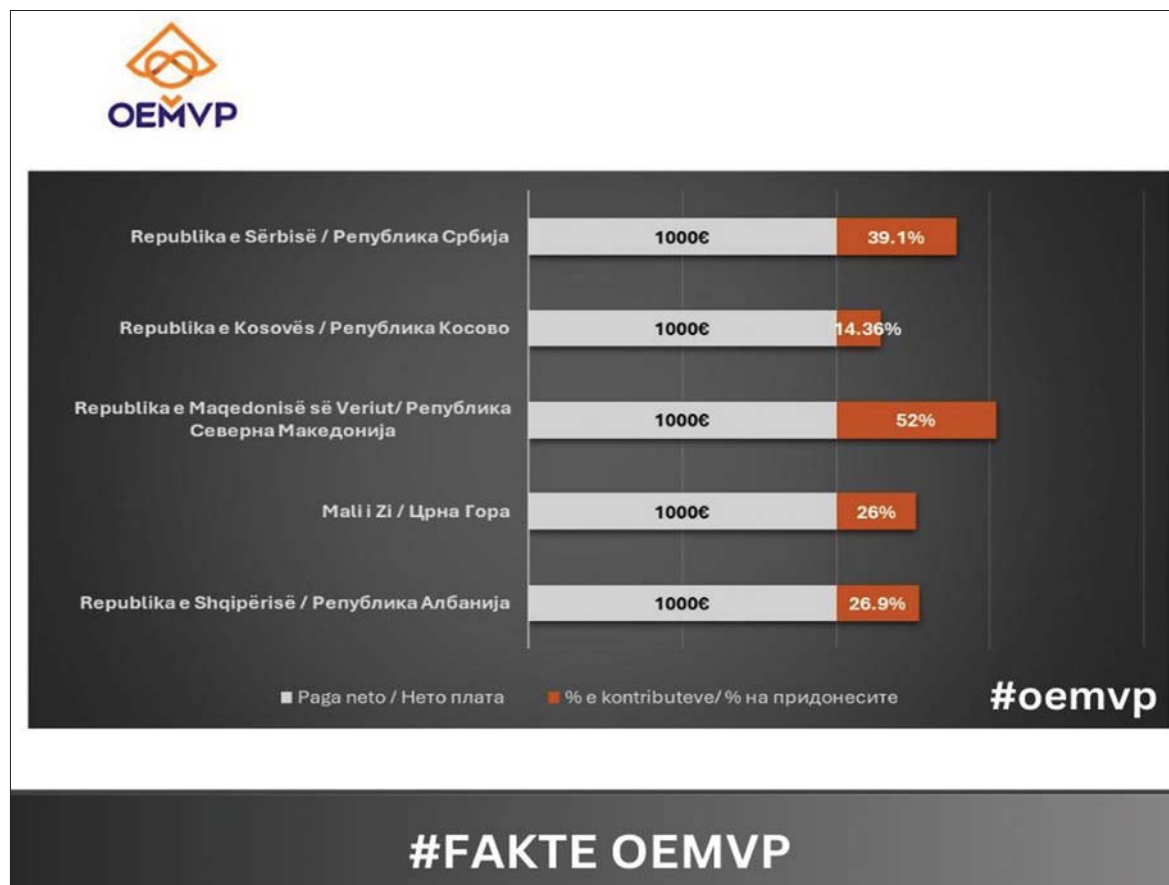 OEMVP
Republika e Sërbisë / Република Србија
1000€
39.1%
Republika e Kosovës / Република Косово
1000€
14.36%
Republika e Maqedonisë së Veriut/ Република
Северна Македонија
1000€
52%
Mali i Zi / Црна Гора
1000€
26%
Republika e Shqipërisë / Република Албанија
1000€
26.9%
Paga neto / Нето плата
% e kontributeve/ % на придонесите
#oemvp
#FAKTE OEMVP